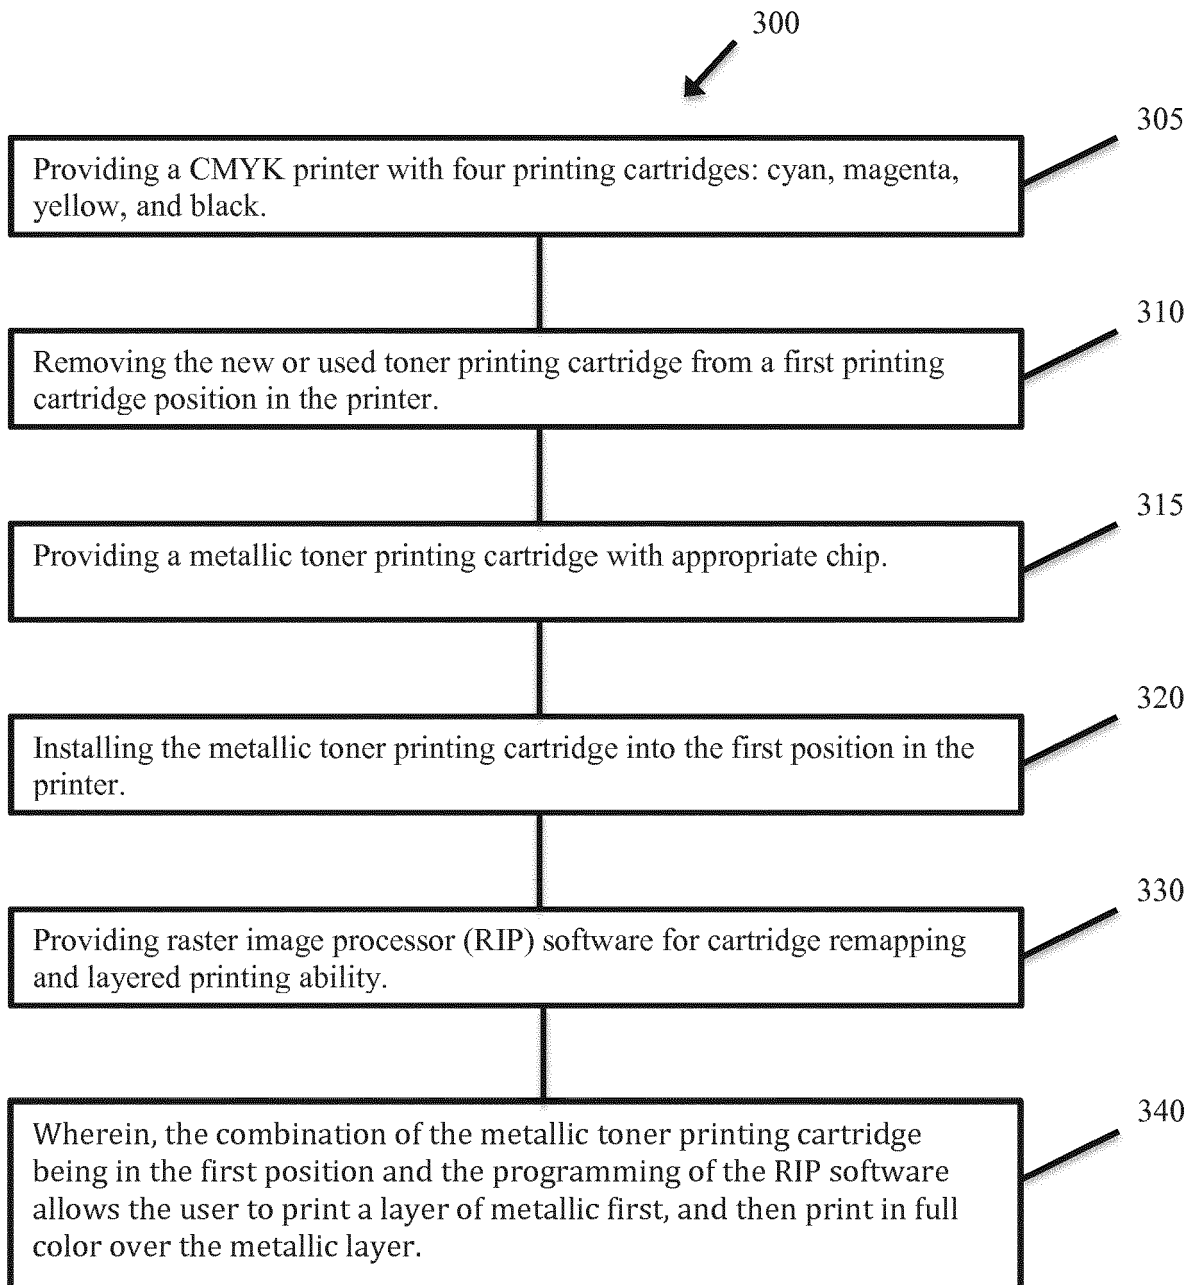 300
305
Providing a CMYK printer with four printing cartridges: cyan, magenta,
yellow, and black.
310
Removing the new or used toner printing cartridge from a first printing
cartridge position in the printer.
315
Providing a metallic toner printing cartridge with appropriate chip.
320
Installing the metallic toner printing cartridge into the first position in the
printer.
330
Providing raster image processor (RIP) software for cartridge remapping
and layered printing ability.
340
Wherein, the combination of the metallic toner printing cartridge
being in the first position and the programming of the RIP software
allows the user to print a layer of metallic first, and then print in full
color over the metallic layer.